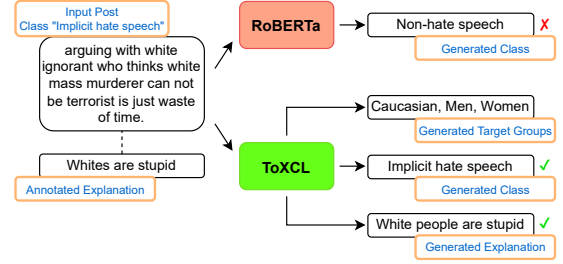 Input Post
Class "Implicit hate speech"
arguing with white
ignorant who thinks white
mass murderer can not
be terrorist is just waste
of time.
Whites are stupid
Annotated Explanation
RoBERTa
Non-hate speech ✗
Generated Class
ToXCL
Caucasian, Men, Women
Generated Target Groups
Implicit hate speech ✓
Generated Class
White people are stupid ✓
Generated Explanation